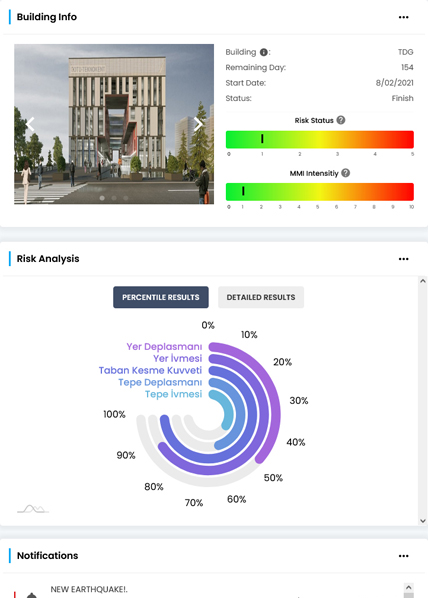 Building Info
Building :
TDG
Remaining Day:
154
Start Date:
8/02/2021
Status:
Finish
Risk Status ?
0 1 2 3 4 5
MMI Intensitiy ?
0 1 2 3 5 6 7 8 9 10
Risk Analysis
PERCENTILE RESULTS
DETAILED RESULTS
0%
10%
20%
30%
40%
50%
60%
70%
80%
90%
100%
Yer Deplasmanı
Yer İvmesi
Taban Kesme Kuvveti
Tepe Deplasmanı
Tepe İvmesi
Notifications
NEW EARTHQUAKE!.